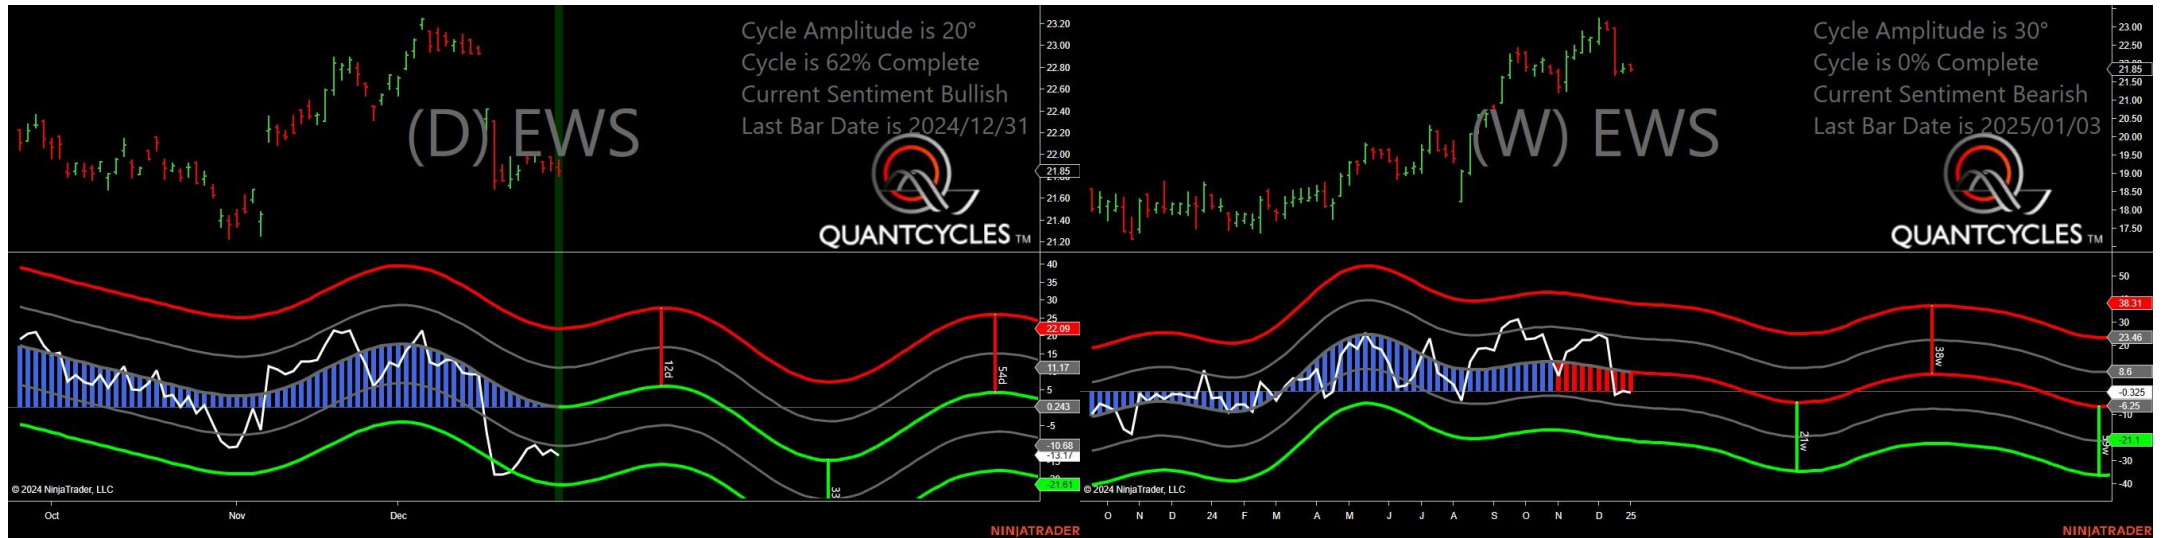 Cycle Amplitude is 20°
Cycle is 62% Complete
Current Sentiment Bullish
Last Bar Date is 2024/12/31
(D) EWS
QUANTCYCLES TM
23.20
23.00
22.80
22.60
22.40
22.20
22.00
21.85
21.60
21.40
21.20
40
35
30
25
22.09
20
15
11.17
5
0.243
-5
-10.68
-13.17
-21.61
12d
33
54d
© 2024 NinjaTrader, LLC
Oct
Nov
Dec
NINJATRADER
Cycle Amplitude is 30°
Cycle is 0% Complete
Current Sentiment Bearish
Last Bar Date is 2025/01/03
(W) EWS
QUANTCYCLES TM
23.00
22.50
21.85
21.50
21.00
20.50
20.00
19.50
19.00
18.50
18.00
17.50
50
38.31
30
23.46
20
8.6
-0.325
-6.25
-10
-21.1
-30
-40
21w
38w
© 2024 NinjaTrader, LLC
O N D 24 F M A M J J A S O N D 25
NINJATRADER